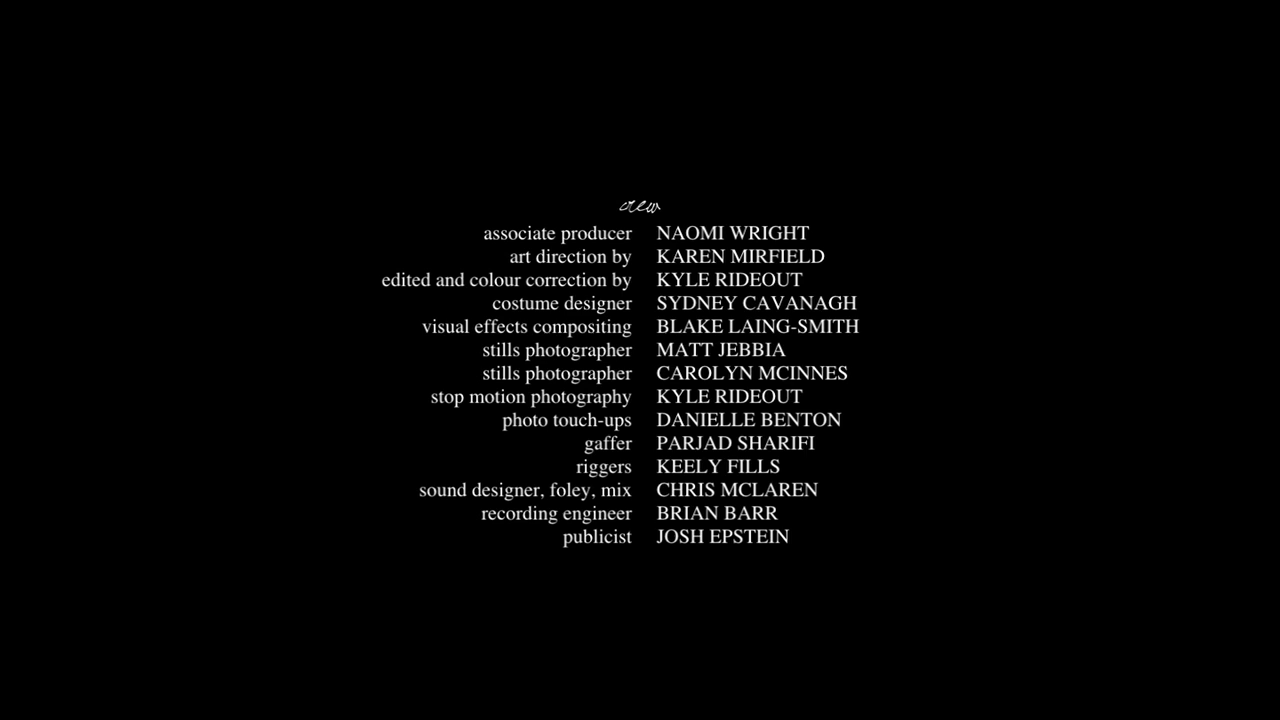 crew
associate producer NAOMI WRIGHT
art direction by KAREN MIRFIELD
edited and colour correction by KYLE RIDEOUT
costume designer SYDNEY CAVANAGH
visual effects compositing BLAKE LAING-SMITH
stills photographer MATT JEBBIA
stills photographer CAROLYN MCINNES
stop motion photography KYLE RIDEOUT
photo touch-ups DANIELLE BENTON
gaffer PARJAD SHARIFI
riggers KEELY FILLS
sound designer, foley, mix CHRIS MCLAREN
recording engineer BRIAN BARR
publicist JOSH EPSTEIN